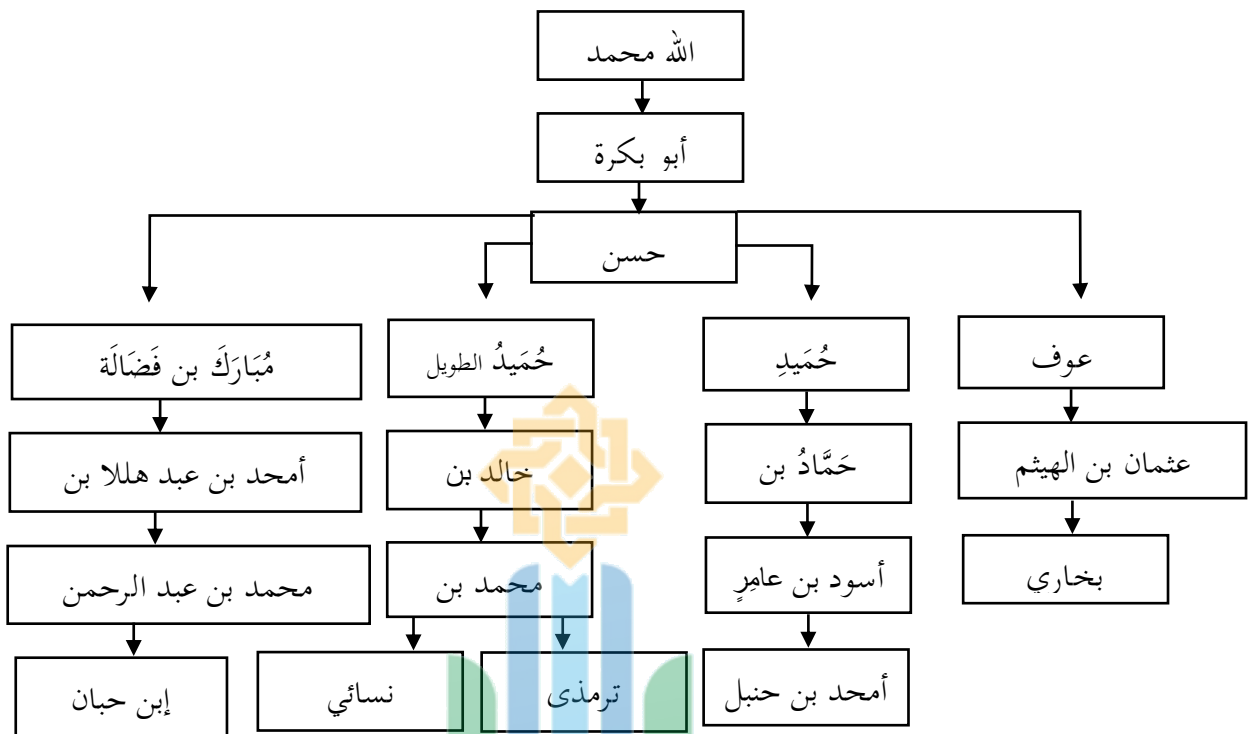 الله محمد
أبو بكرة
حسن
عوف
حُمَيدِ
حُمَيدُ الطويل
مُبَارَكَ بن فَضَالَة
عثمان بن الهيثم
حَمَّادُ بن
خالد بن
أمحد بن عبد هللا بن
بخاري
أسود بن عامِرٍ
محمد بن
محمد بن عبد الرحمن
أمحد بن حنبل
ترمذى
نسائي
إبن حبان